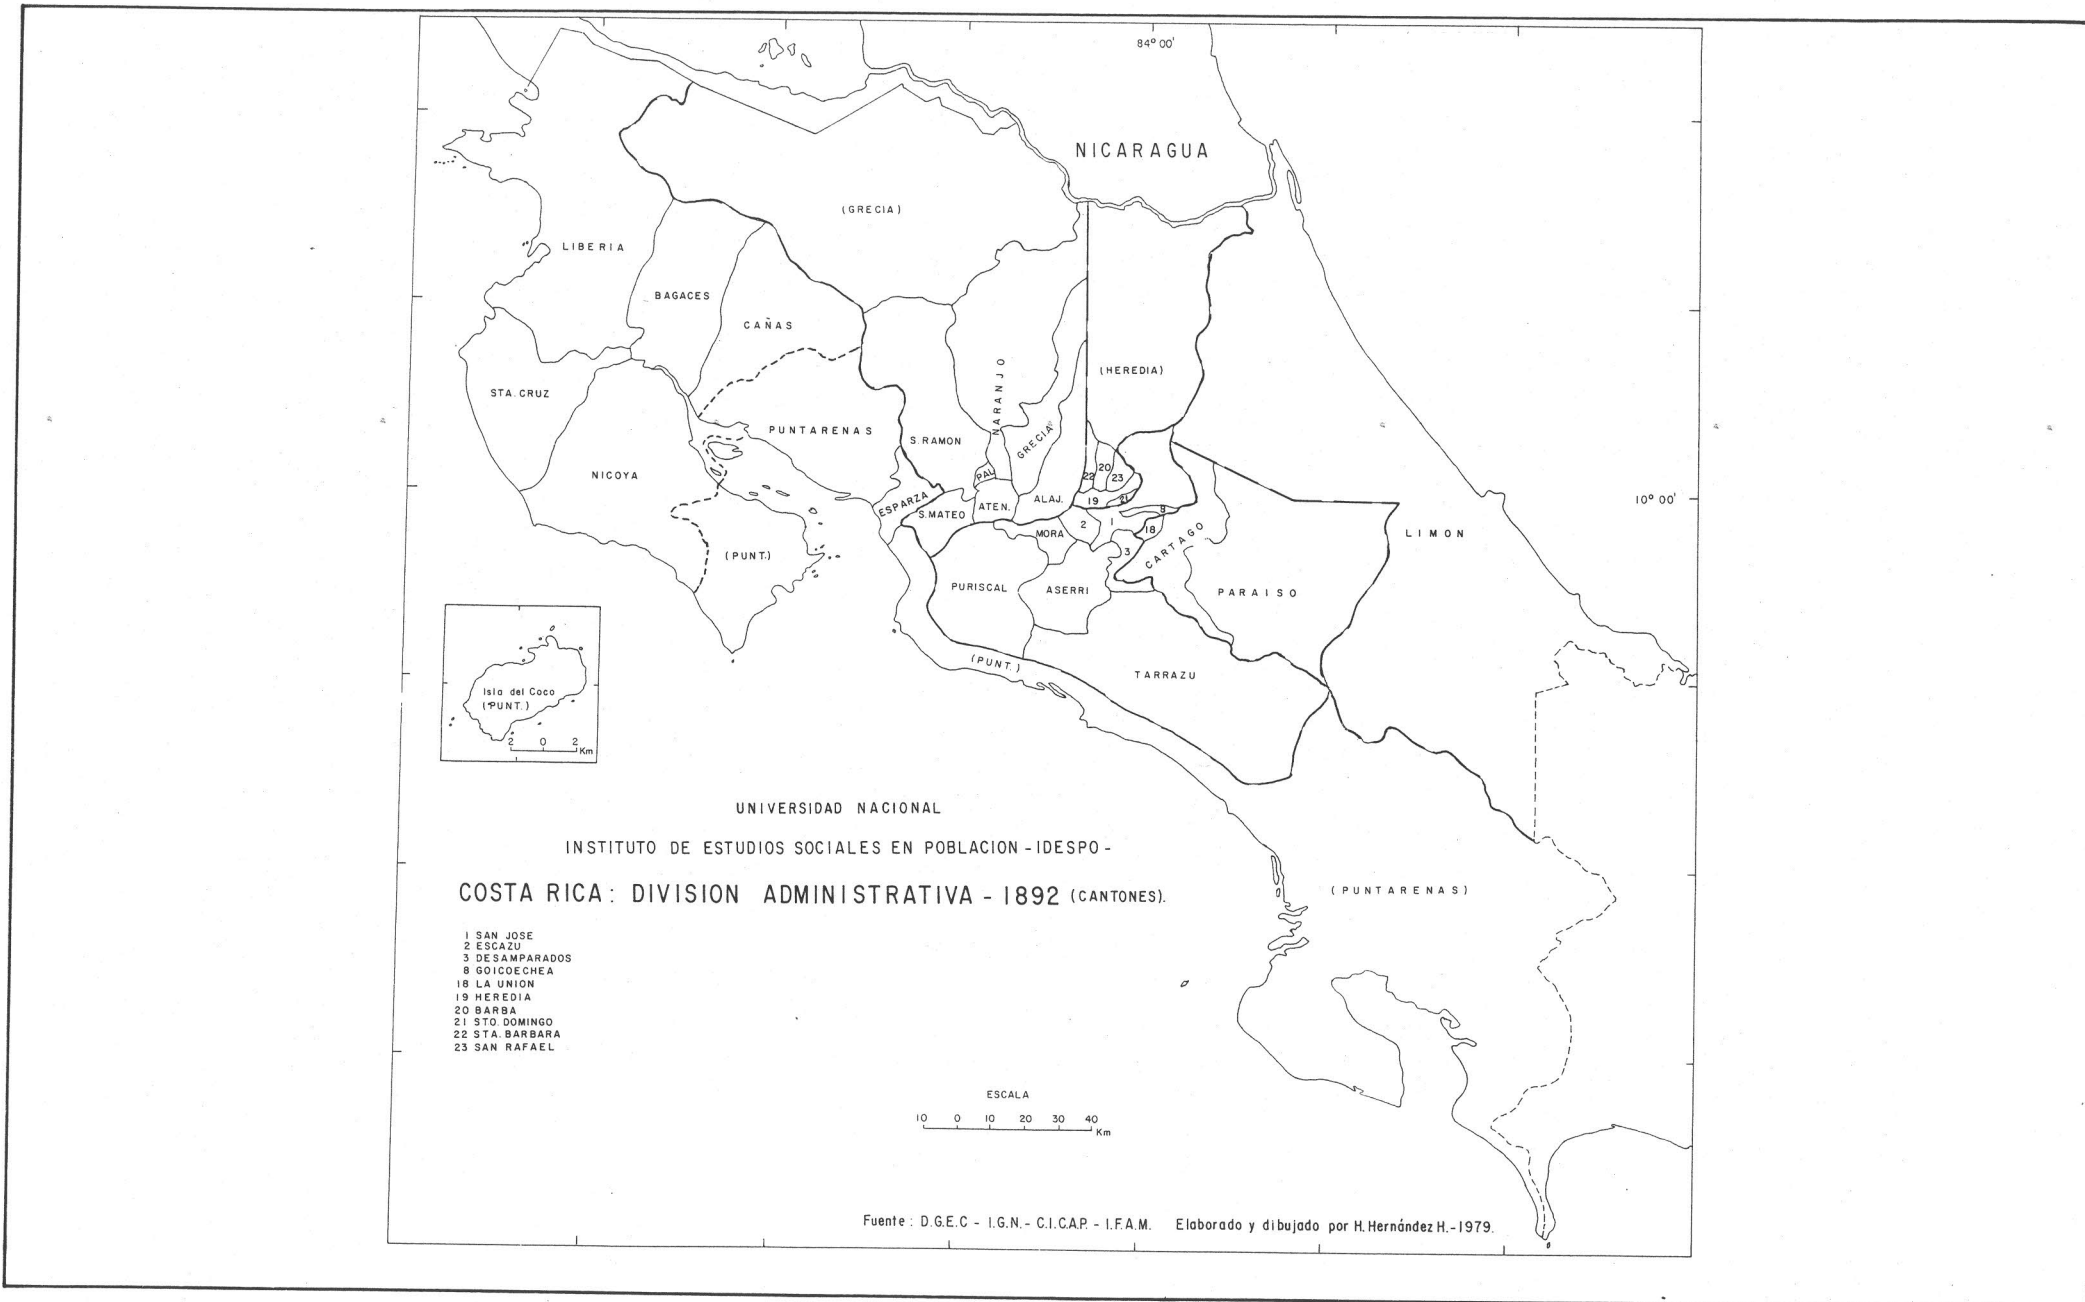 84° 00'
NICARAGUA
(GRECIA)
LIBERIA
BAGACES
CAÑAS
(HEREDIA)
STA. CRUZ
NARANJO
PUNTARENAS
S. RAMON
GRECIA
NICOYA
PAL.
22
20
23
ESPARZA
S. MATEO
ATEN.
ALAJ.
19
21
10° 00'
8
2
1
18
MORA
3
CARTAGO
LIMON
(PUNT.)
PURISCAL
ASERRI
PARAISO
(PUNT.)
TARRAZU
Isla del Coco
(PUNT.)
2 0 2
Km
UNIVERSIDAD NACIONAL
INSTITUTO DE ESTUDIOS SOCIALES EN POBLACION - IDESPO -
COSTA RICA: DIVISION ADMINISTRATIVA - 1892 (CANTONES).
(PUNTARENAS)
1 SAN JOSE
2 ESCAZU
3 DESAMPARADOS
8 GOICOECHEA
18 LA UNION
19 HEREDIA
20 BARBA
21 STO. DOMINGO
22 STA. BARBARA
23 SAN RAFAEL
ESCALA
10 0 10 20 30 40
Km
Fuente : D.G.E.C - I.G.N. - C.I.C.A.P. - I.F.A.M. Elaborado y dibujado por H. Hernández H.-1979.